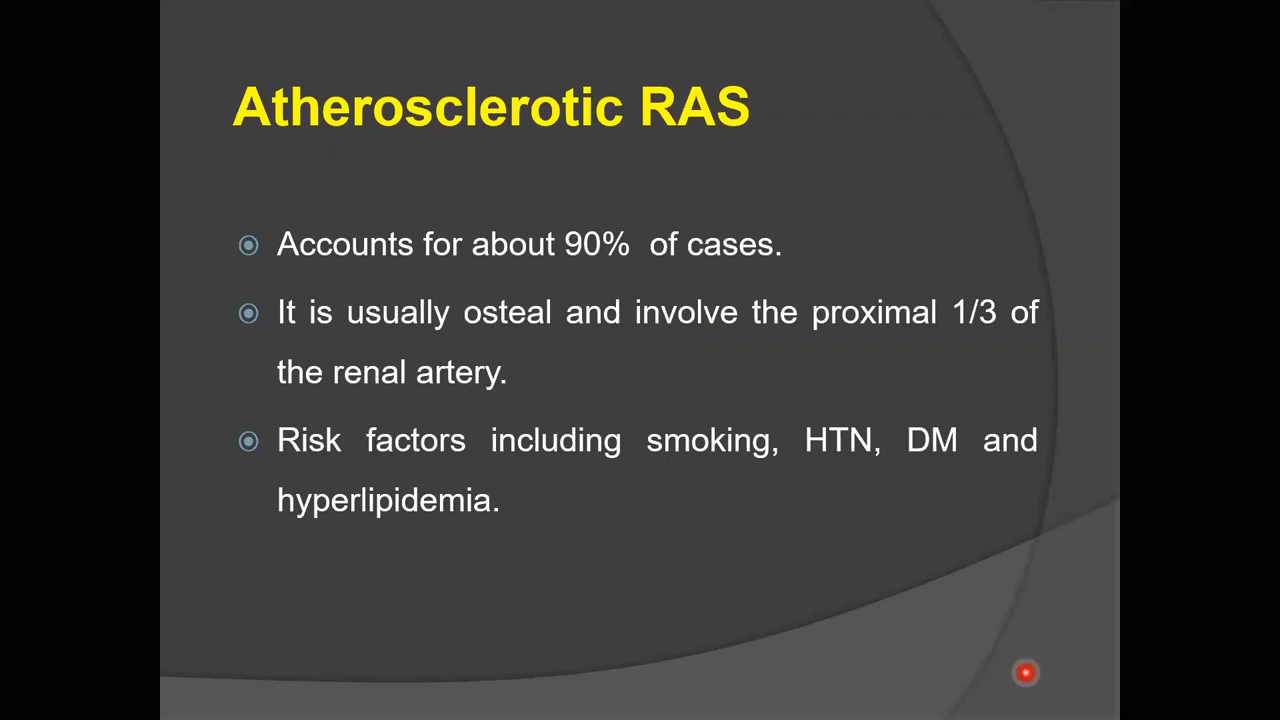 Atherosclerotic RAS
Accounts for about 90% of cases.
It is usually osteal and involve the proximal 1/3 of
the renal artery.
Risk factors including smoking, HTN, DM and
hyperlipidemia.